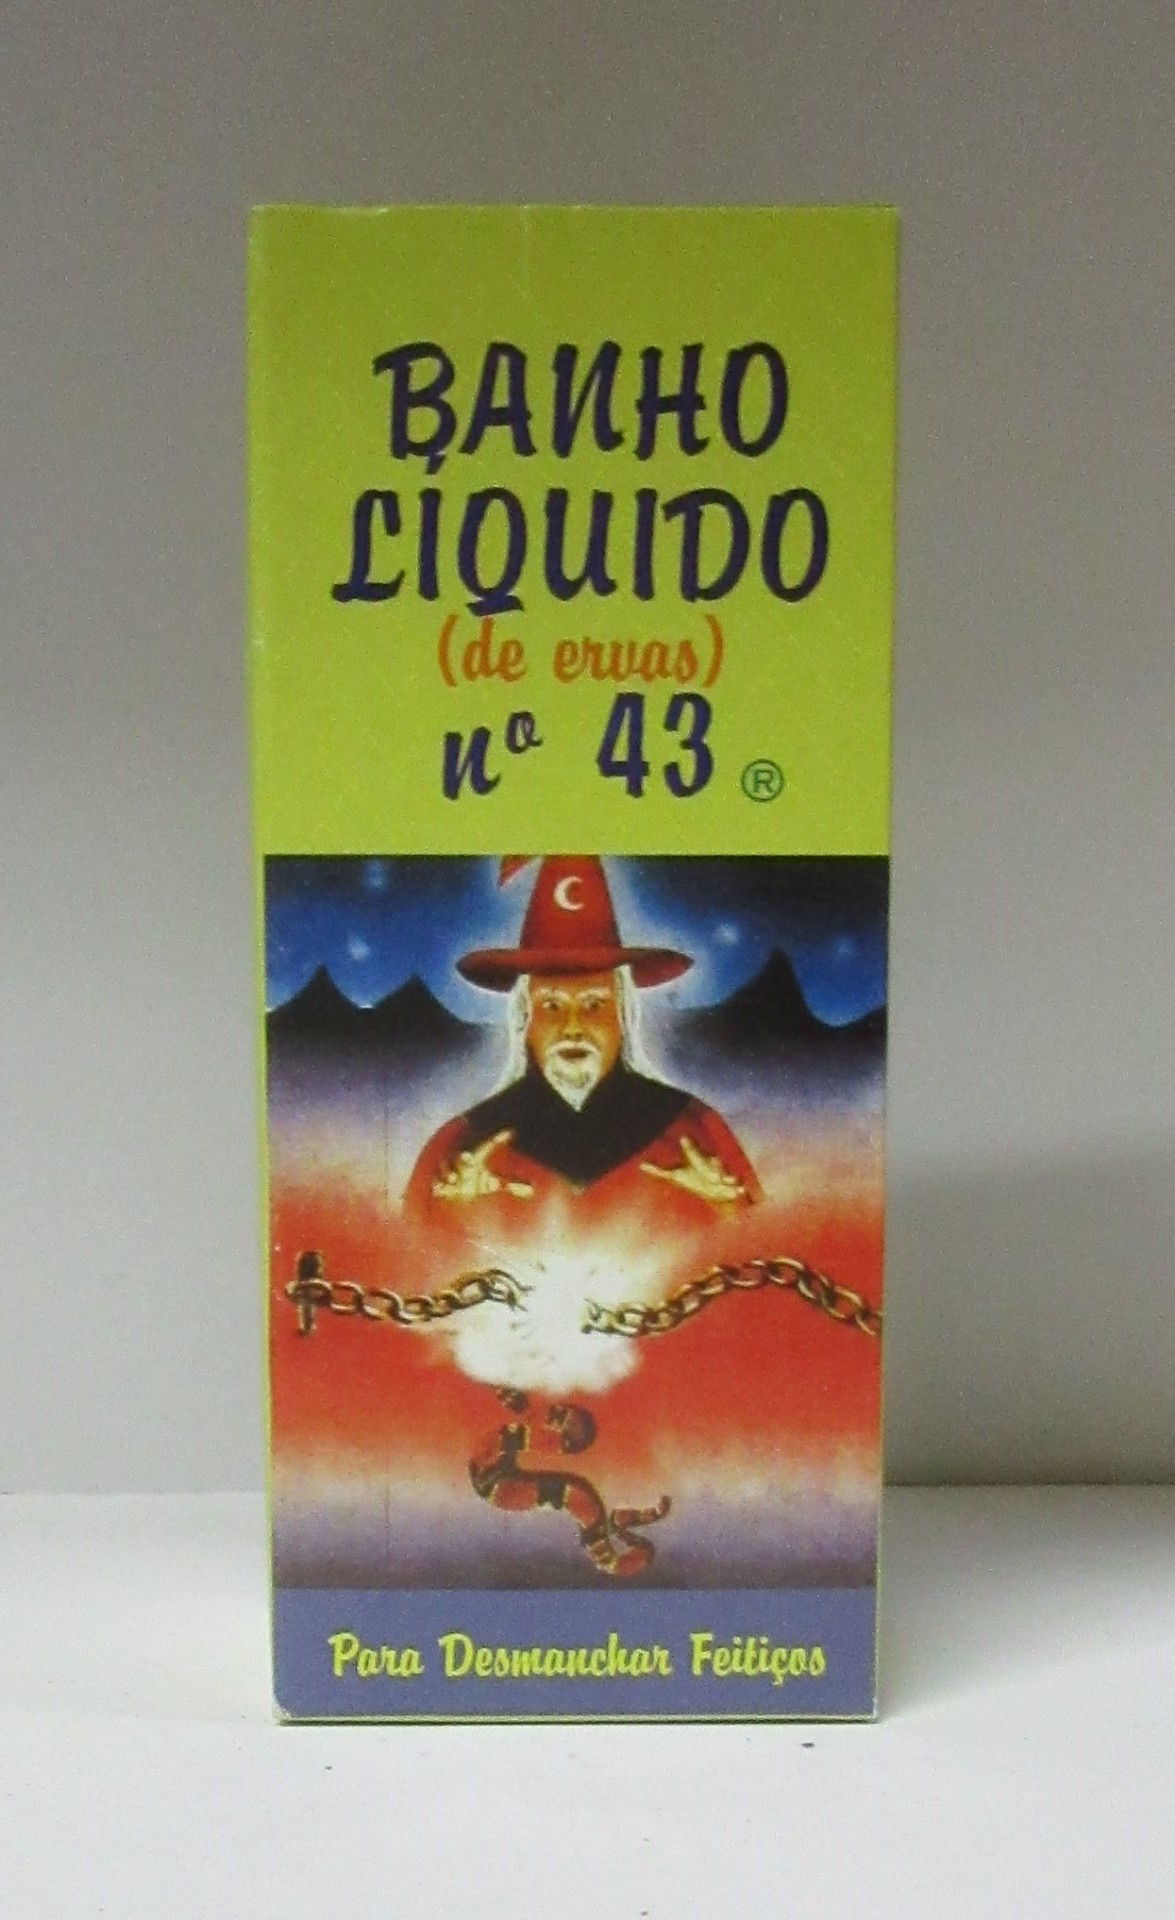 BANHO
LÍQUIDO
(de ervas)
nº 43 ®
Para Desmanchar Feitiços